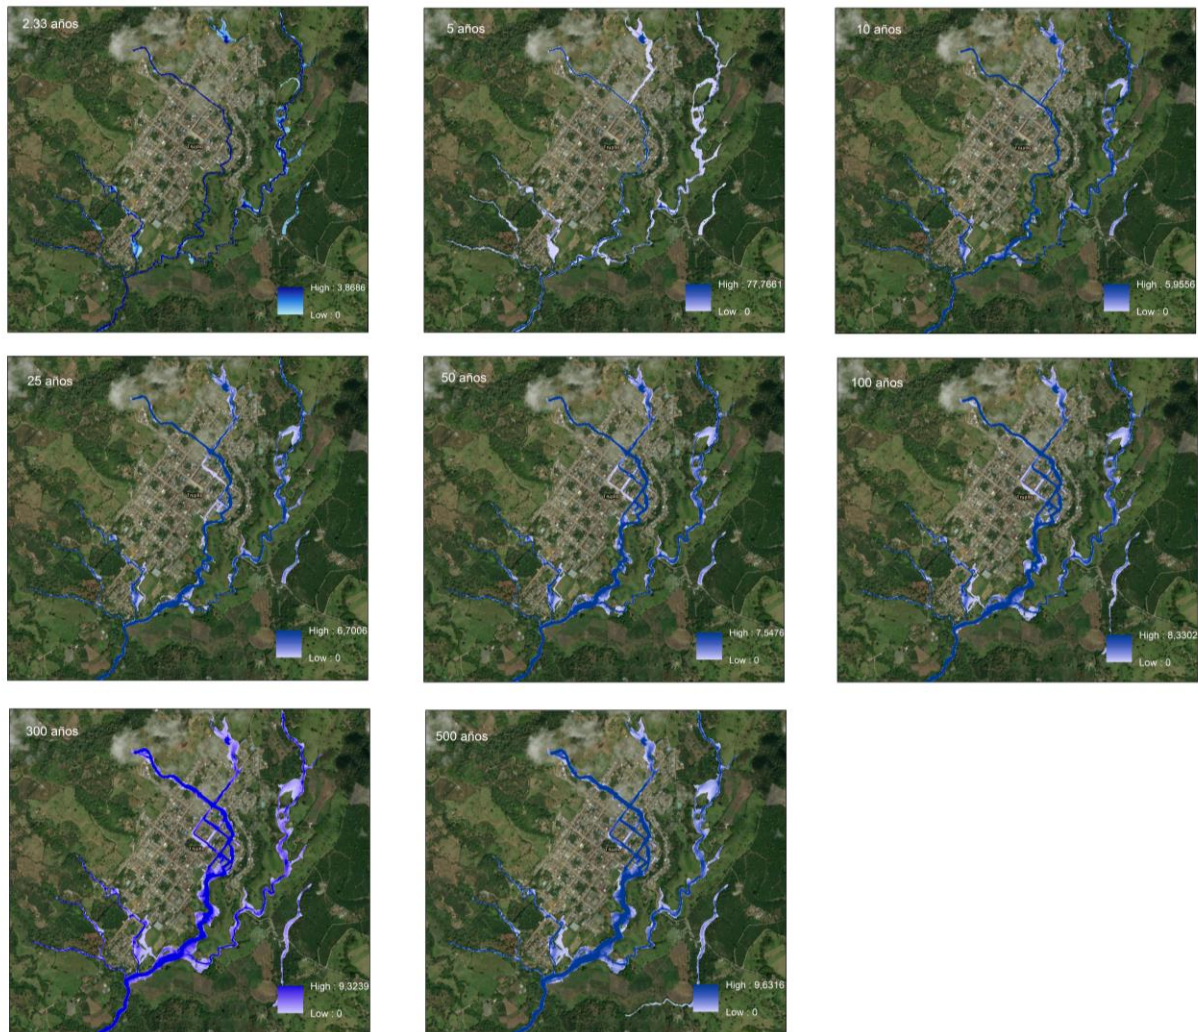 2.33 años
High : 3,8686
Low : 0
5 años
High : 77,7661
Low : 0
10 años
High : 5,9556
Low : 0
25 años
High : 6,7006
Low : 0
50 años
High : 7,5476
Low : 0
100 años
High : 8,3302
Low : 0
300 años
High : 9,3239
Low : 0
500 años
High : 9,6316
Low : 0